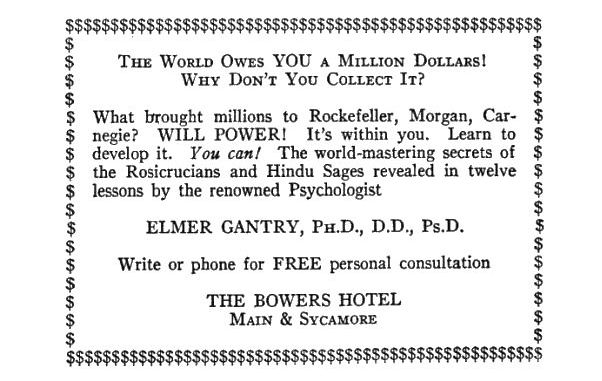 $$$$$$$$$$$$$$$$$$$$$$$$$$$$$$$$$$$$$$$$$$$$$$$$$$$$$
$ $
$ THE WORLD OWES YOU A MILLION DOLLARS! $
$ WHY DON'T YOU COLLECT IT? $
$ $
$ What brought millions to Rockefeller, Morgan, Car- $
$ negie? WILL POWER! It's within you. Learn to $
$ develop it. You can! The world-mastering secrets of $
$ the Rosicrucians and Hindu Sages revealed in twelve $
$ lessons by the renowned Psychologist $
$ $
$ ELMER GANTRY, PH.D., D.D., PS.D. $
$ $
$ Write or phone for FREE personal consultation $
$ $
$ THE BOWERS HOTEL $
$ MAIN & SYCAMORE $
$ $
$$$$$$$$$$$$$$$$$$$$$$$$$$$$$$$$$$$$$$$$$$$$$$$$$$$$$